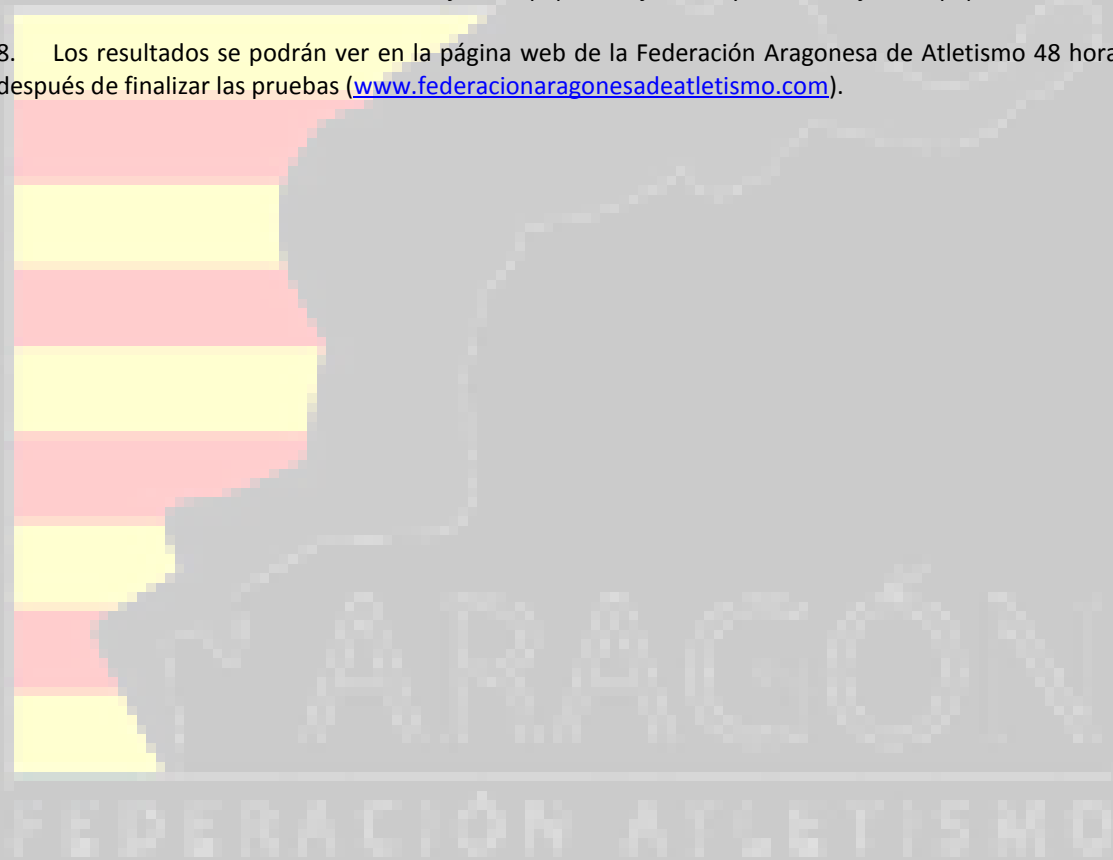 8. Los resultados se podrán ver en la página web de la Federación Aragonesa de Atletismo 48 hora
después de finalizar las pruebas (www.federacionaragonesadeatletismo.com).
ARAGÓN
FEDERACIÓN ATLETISMO